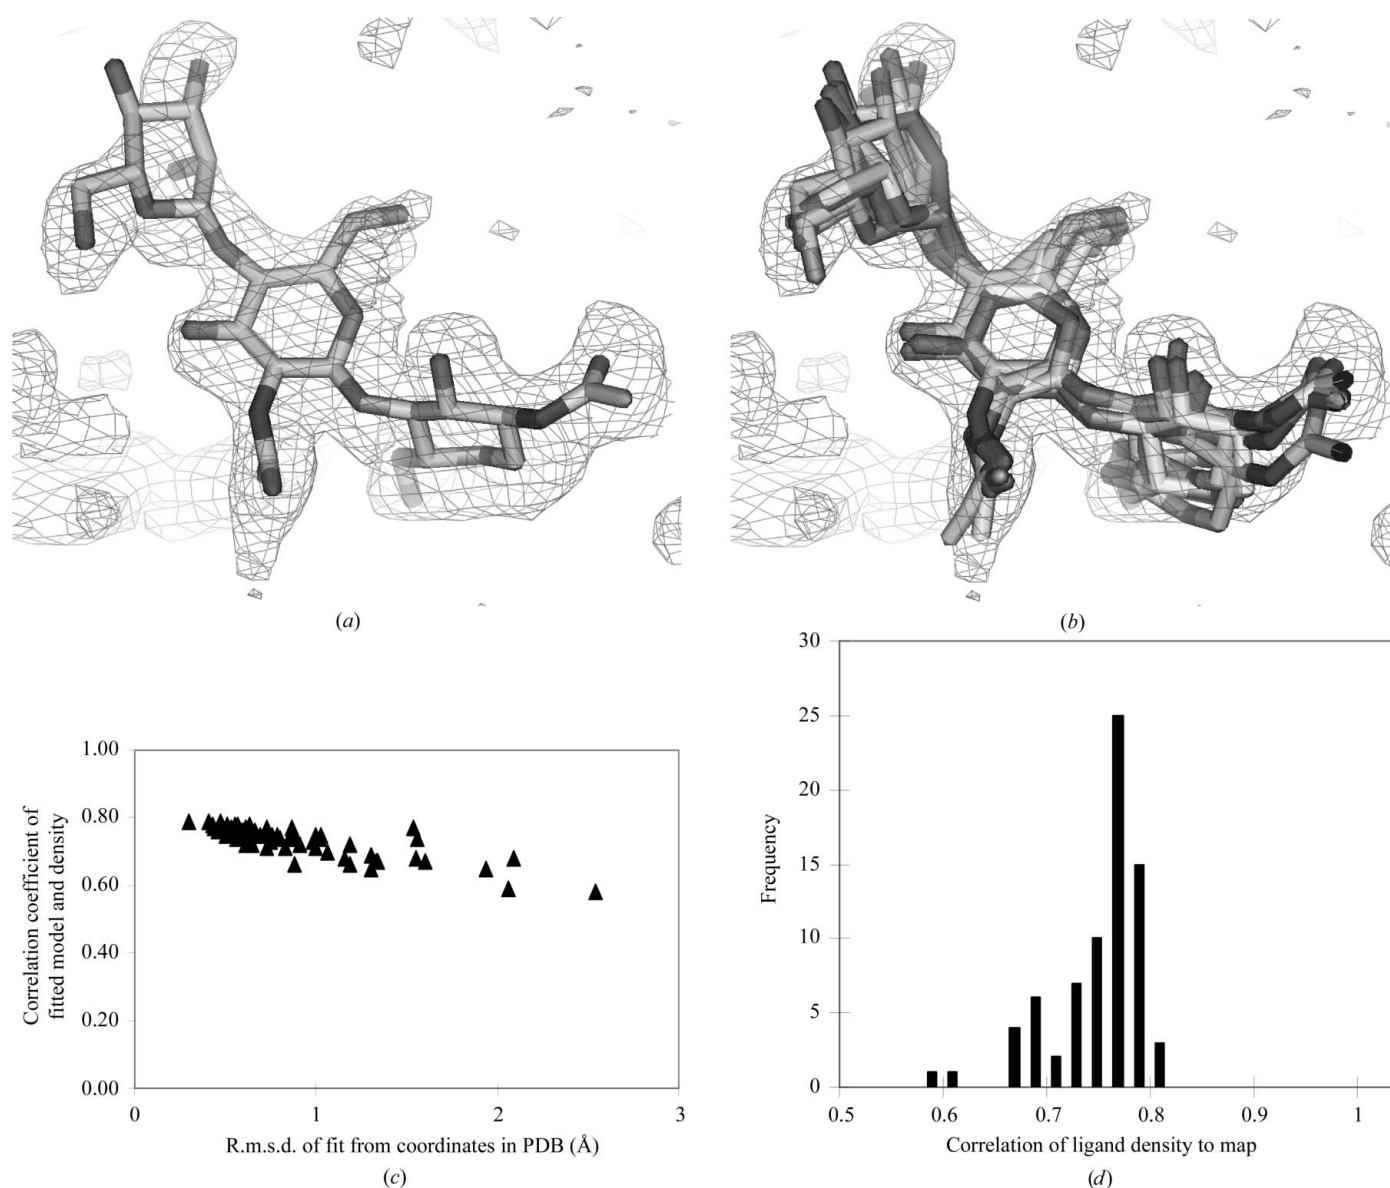 (a)
(b)
1.00
0.80
0.60
0.40
0.20
0.00
Correlation coefficient of
fitted model and density
0
1
2
3
R.m.s.d. of fit from coordinates in PDB (Å)
(c)
30
25
20
15
10
5
0
Frequency
0.5
0.6
0.7
0.8
0.9
1
Correlation of ligand density to map
(d)